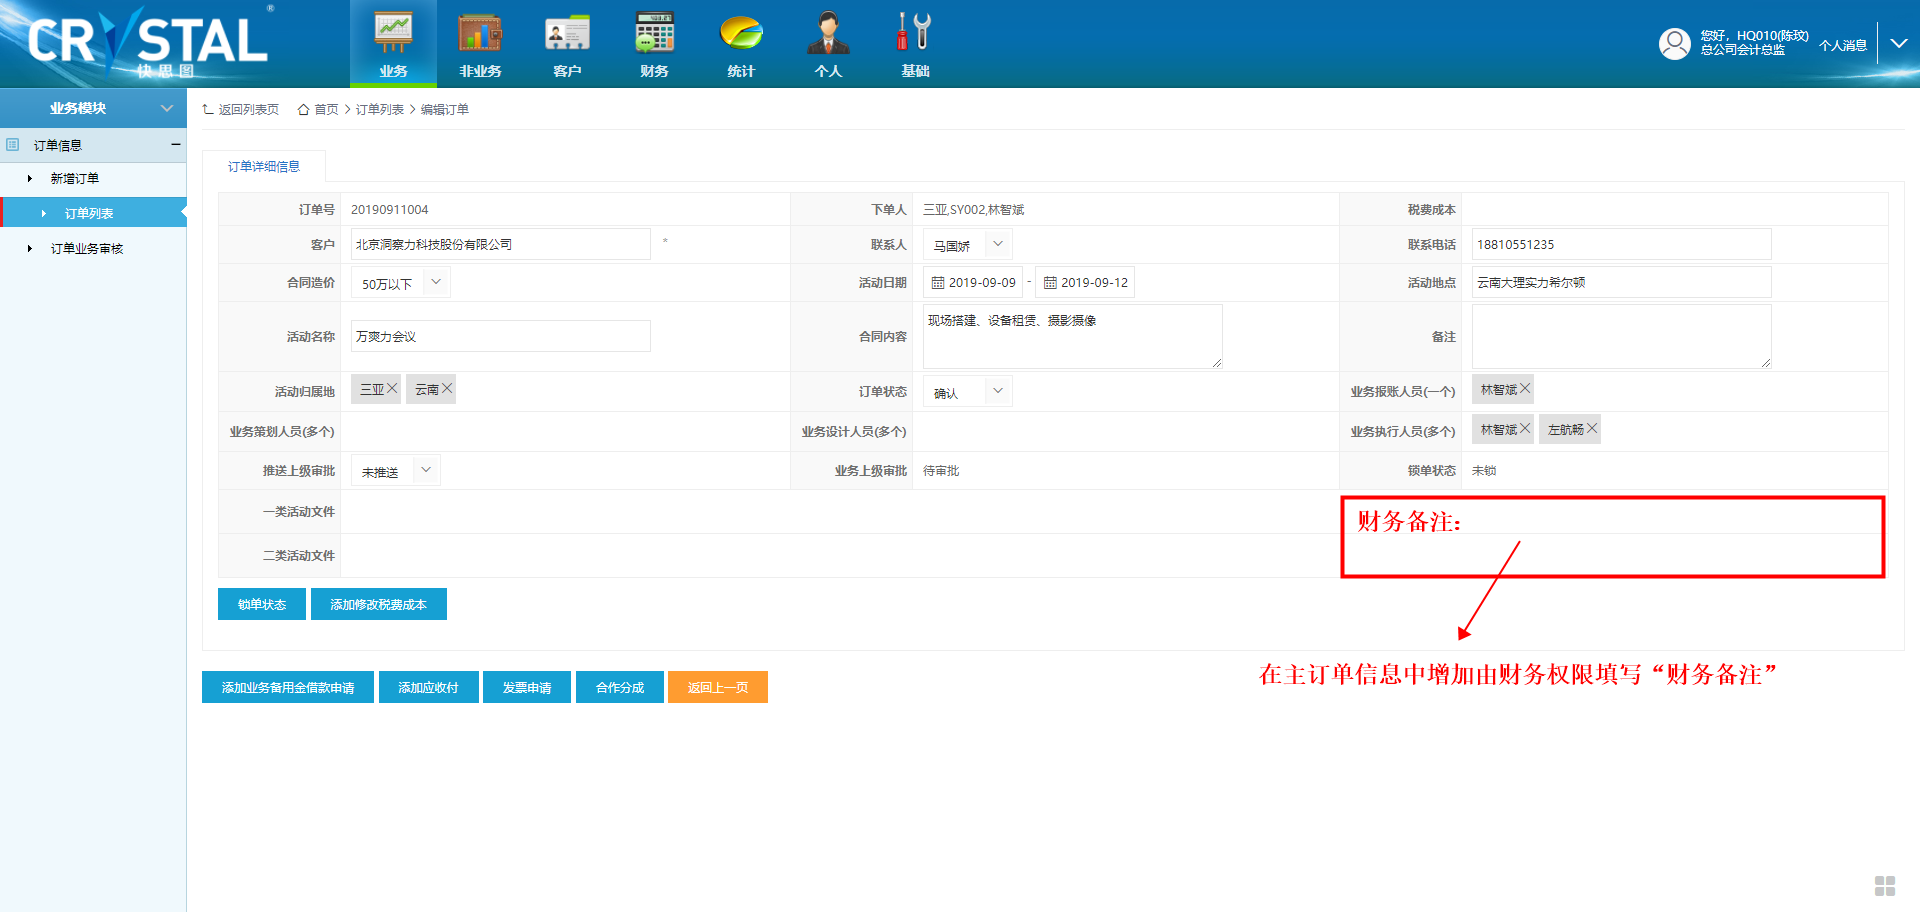 CRYSTAL ®
快思图
业务
非业务
客户
财务
统计
个人
基础
您好，HQ010(陈玟)
总公司会计总监
个人消息
业务模块
订单信息
新增订单
订单列表
订单业务审核
返回列表页 首页 > 订单列表 > 编辑订单
订单详细信息
订单号 20190911004 下单人 三亚,SY002,林智斌 税费成本
客户 北京洞察力科技股份有限公司 * 联系人 马国娇 联系电话 18810551235
合同造价 50万以下 活动日期 2019-09-09 - 2019-09-12 活动地点 云南大理实力希尔顿
活动名称 万爽力会议 合同内容 现场搭建、设备租赁、摄影摄像 备注
活动归属地 三亚 云南 订单状态 确认 业务报账人员(一个) 林智斌
业务策划人员(多个) 业务设计人员(多个) 业务执行人员(多个) 林智斌 左航畅
推送上级审批 未推送 业务上级审批 待审批 锁单状态 未锁
一类活动文件
财务备注：
二类活动文件
锁单状态 添加修改税费成本
在主订单信息中增加由财务权限填写“财务备注”
添加业务备用金借款申请 添加应收付 发票申请 合作分成 返回上一页